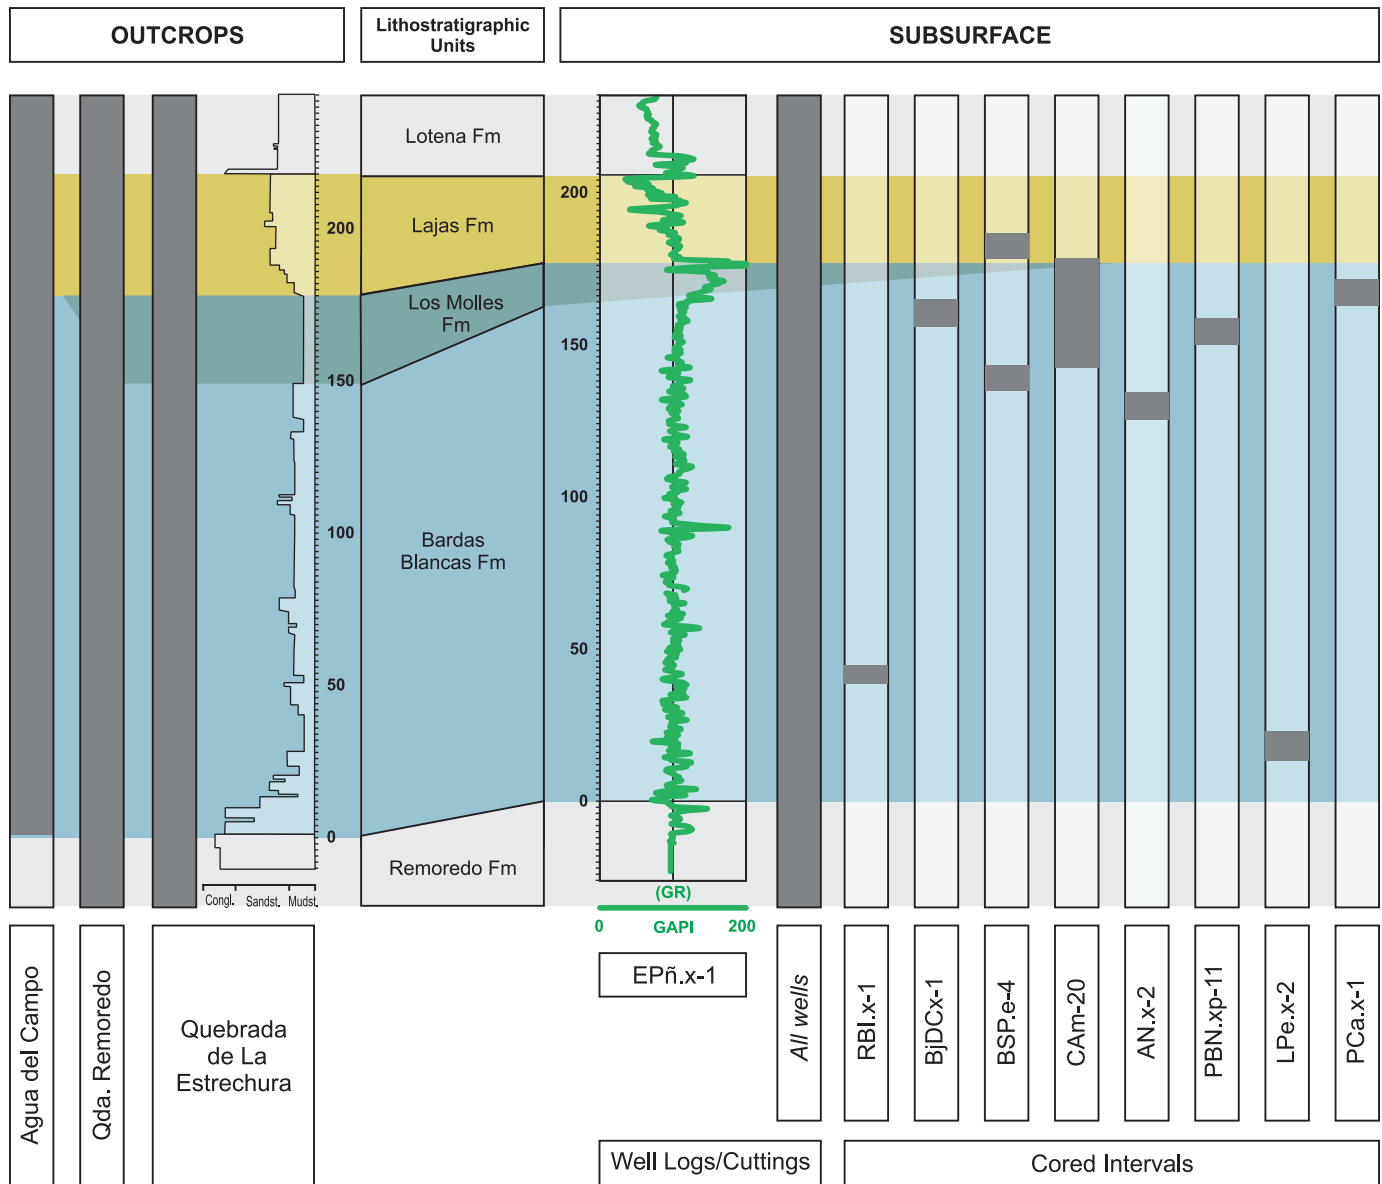 OUTCROPS
Lithostratigraphic
Units
SUBSURFACE
Lotena Fm
Lajas Fm
Los Molles
Fm
Bardas
Blancas Fm
Remoredo Fm
200
150
100
50
0
Congl.
Sandst.
Mudst.
200
150
100
50
0
(GR)
0
GAPI
200
EPñ.x-1
Agua del Campo
Qda. Remoredo
Quebrada
de La
Estrechura
All wells
RBI.x-1
BjDCx-1
BSP.e-4
CAm-20
AN.x-2
PBN.xp-11
LPe.x-2
PCa.x-1
Well Logs/Cuttings
Cored Intervals